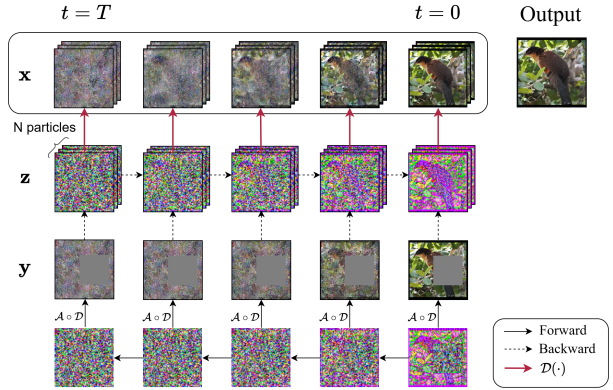 t = T
t = 0
Output
x
N particles
z
y
𝒜 ∘ 𝒟
𝒜 ∘ 𝒟
𝒜 ∘ 𝒟
𝒜 ∘ 𝒟
𝒜 ∘ 𝒟
Forward
Backward
𝒟(·)